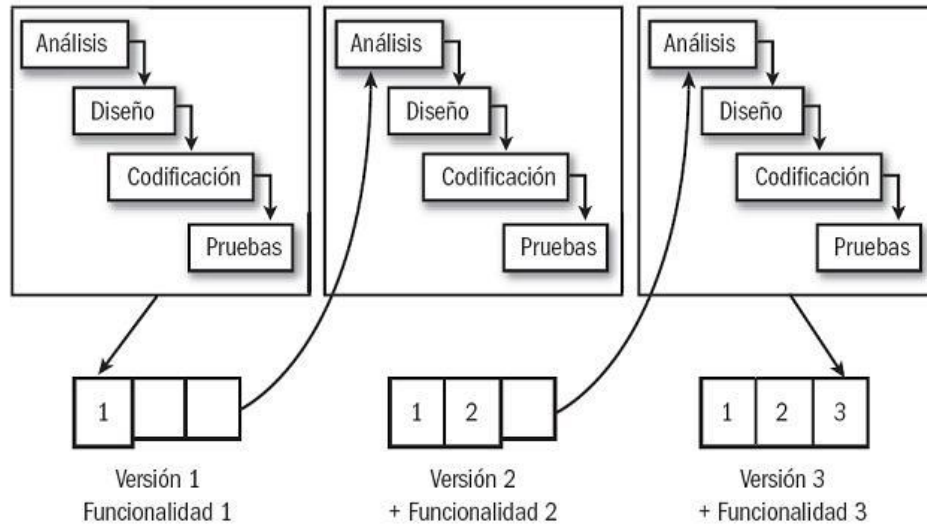 Análisis
Diseño
Codificación
Pruebas
Análisis
Diseño
Codificación
Pruebas
Análisis
Diseño
Codificación
Pruebas
1
1 2
1 2 3
Versión 1
Funcionalidad 1
Versión 2
+ Funcionalidad 2
Versión 3
+ Funcionalidad 3